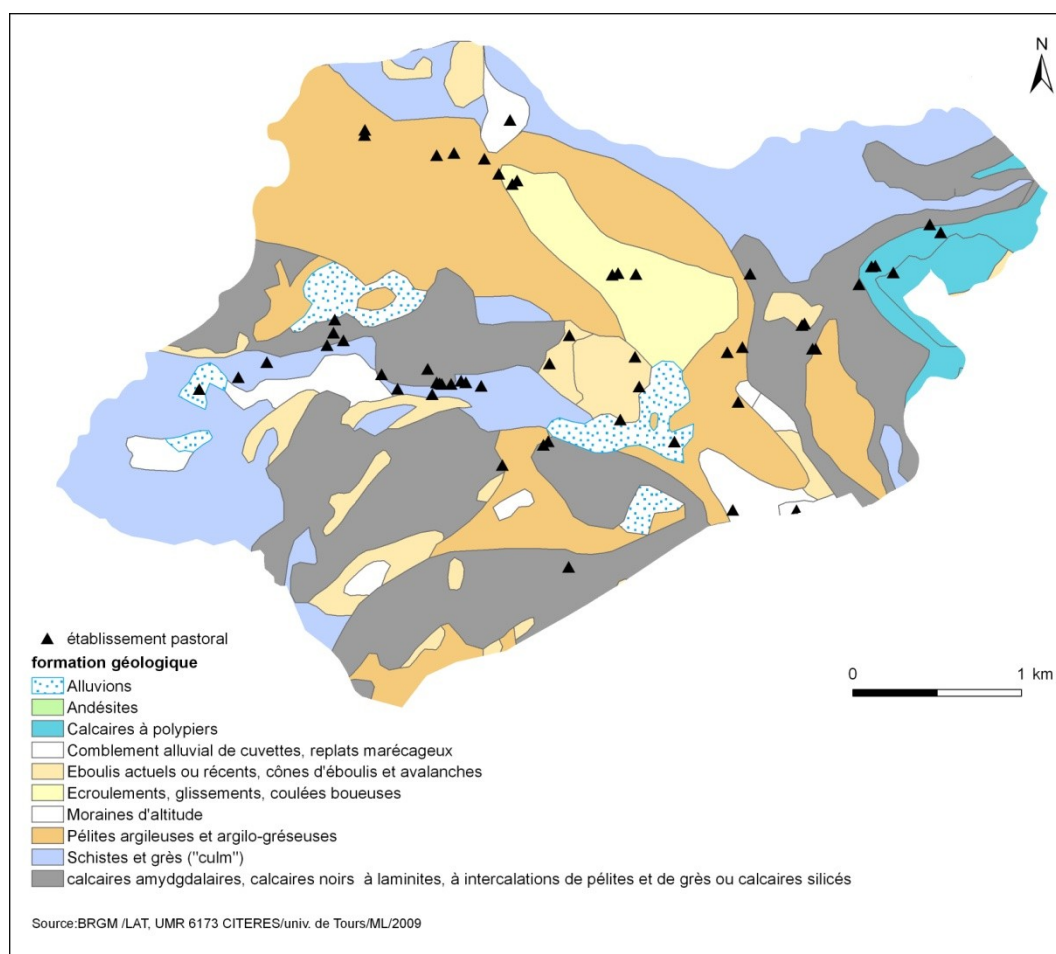 N
établissement pastoral
formation géologique
Alluvions
Andésites
Calcaires à polypiers
Comblement alluvial de cuvettes, replats marécageux
Eboulis actuels ou récents, cônes d'éboulis et avalanches
Ecroulements, glissements, coulées boueuses
Moraines d'altitude
Pélites argileuses et argilo-gréseuses
Schistes et grès ("culm")
calcaires amydgdalaires, calcaires noirs à laminites, à intercalations de pélites et de grès ou calcaires silicés
0 1 km
Source:BRGM /LAT, UMR 6173 CITERES/univ. de Tours/ML/2009